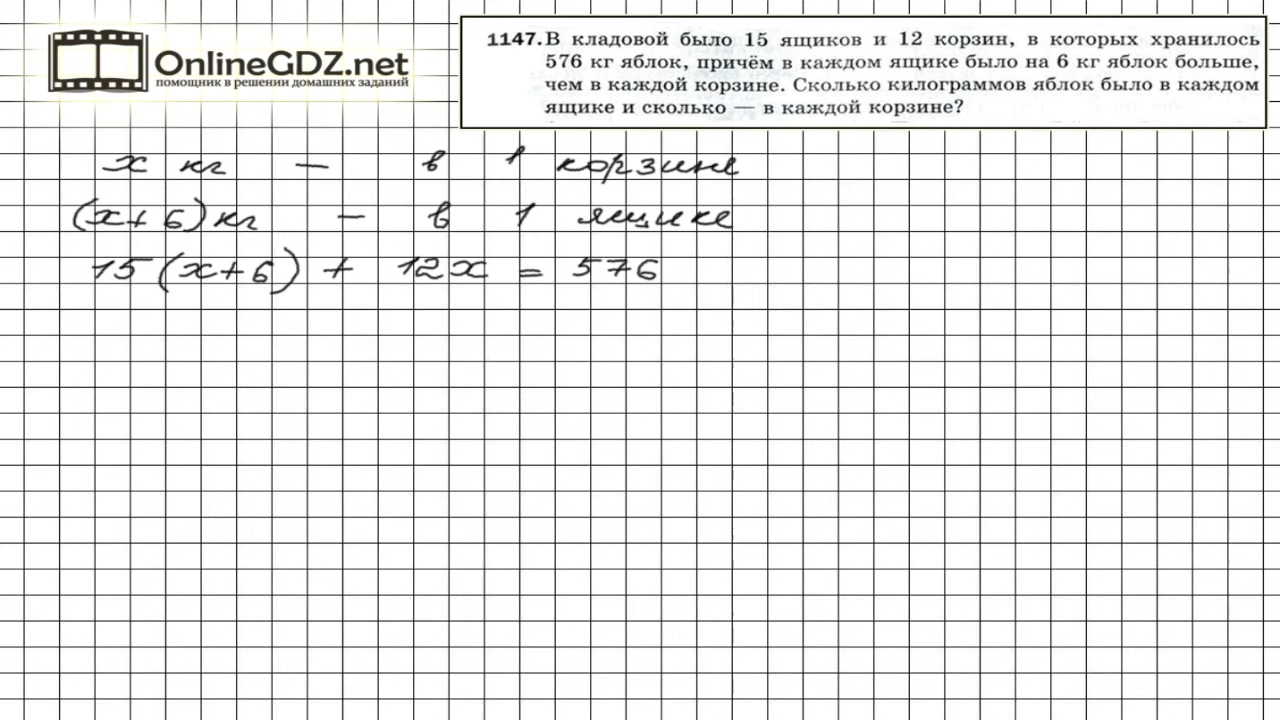 OnlineGDZ.net
помощник в решении домашних заданий
1147. В кладовой было 15 ящиков и 12 корзин, в которых хранилось
576 кг яблок, причём в каждом ящике было на 6 кг яблок больше,
чем в каждой корзине. Сколько килограммов яблок было в каждом
ящике и сколько — в каждой корзине?
x кг — в 1 корзине
(x+6) кг — в 1 ящике
15(x+6) + 12x = 576